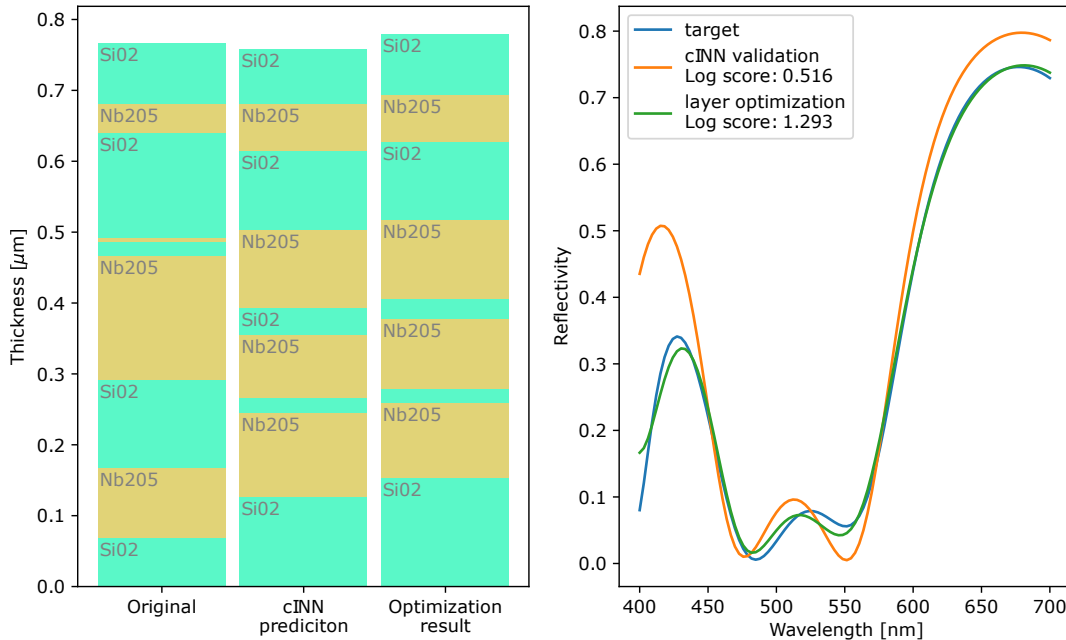 0.8
0.7
0.6
0.5
0.4
0.3
0.2
0.1
0.0
Thickness [μm]
Si02
Nb205
Si02
Nb205
Si02
Nb205
Si02
Si02
Nb205
Si02
Nb205
Si02
Nb205
Nb205
Si02
Si02
Nb205
Si02
Nb205
Nb205
Nb205
Si02
Original
cINN
prediciton
Optimization
result
0.8
0.7
0.6
0.5
0.4
0.3
0.2
0.1
0.0
Reflectivity
target
cINN validation
Log score: 0.516
layer optimization
Log score: 1.293
400 450 500 550 600 650 700
Wavelength [nm]